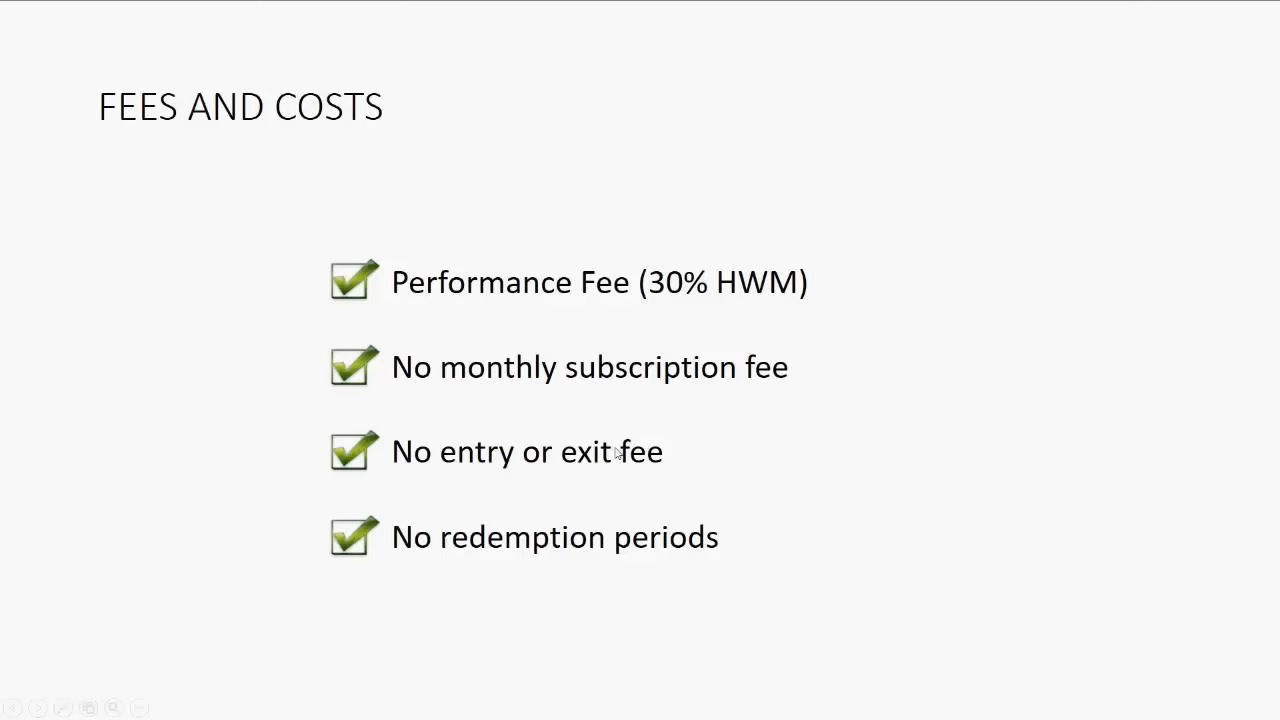 FEES AND COSTS
Performance Fee (30% HWM)
No monthly subscription fee
No entry or exit fee
No redemption periods